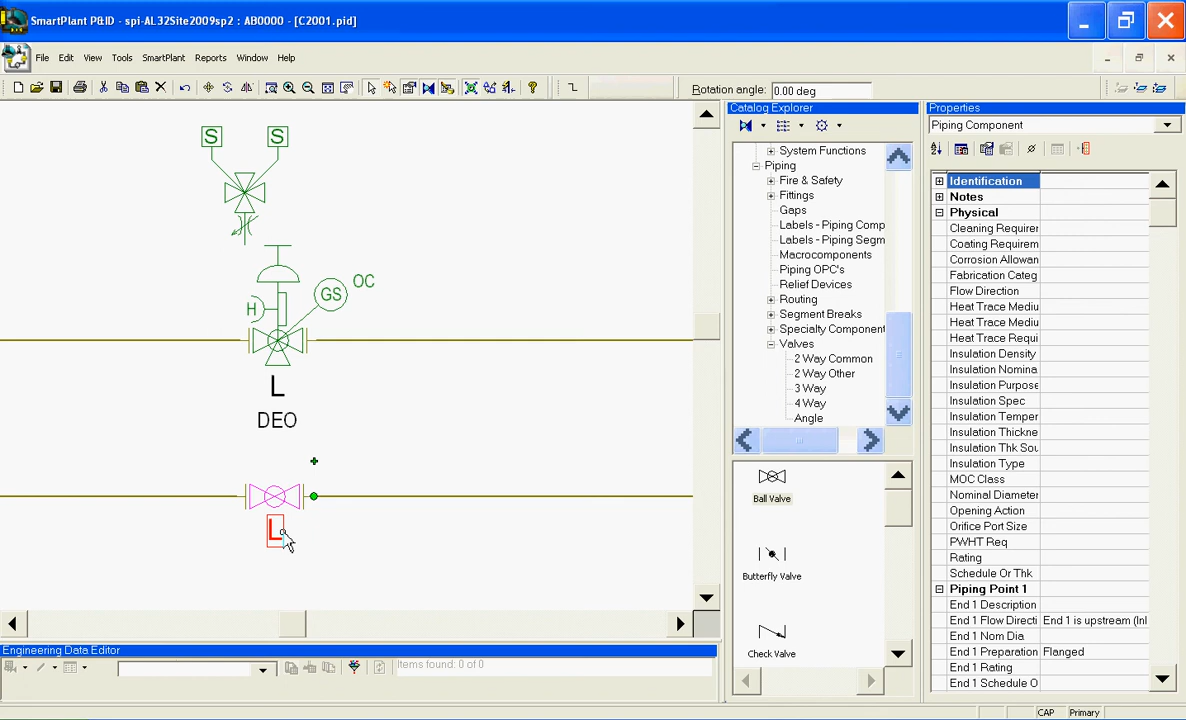 SmartPlant P&ID - spi-AL32Site2009sp2 : AB0000 - [C2001.pid]
File Edit View Tools SmartPlant Reports Window Help
Rotation angle: 0.00 deg
Catalog Explorer
System Functions
Piping
Fire & Safety
Fittings
Gaps
Labels - Piping Comp
Labels - Piping Segm
Macrocomponents
Piping OPC's
Relief Devices
Routing
Segment Breaks
Specialty Component
Valves
2 Way Common
2 Way Other
3 Way
4 Way
Angle
Ball Valve
Butterfly Valve
Check Valve
Properties
Piping Component
Identification
Notes
Physical
Cleaning Requirer
Coating Requirem
Corrosion Allowan
Fabrication Categ
Flow Direction
Heat Trace Mediu
Heat Trace Mediu
Heat Trace Requi
Insulation Density
Insulation Nomina
Insulation Purpose
Insulation Spec
Insulation Temper
Insulation Thickne
Insulation Thk Sou
Insulation Type
MOC Class
Nominal Diameter
Opening Action
Orifice Port Size
PWHT Req
Rating
Schedule Or Thk
Piping Point 1
End 1 Description
End 1 Flow Directi End 1 is upstream (Inl
End 1 Nom Dia
End 1 Preparation Flanged
End 1 Rating
End 1 Schedule O
S S
GS OC
H
L
DEO
L
Engineering Data Editor
Items found: 0 of 0
CAP Primary